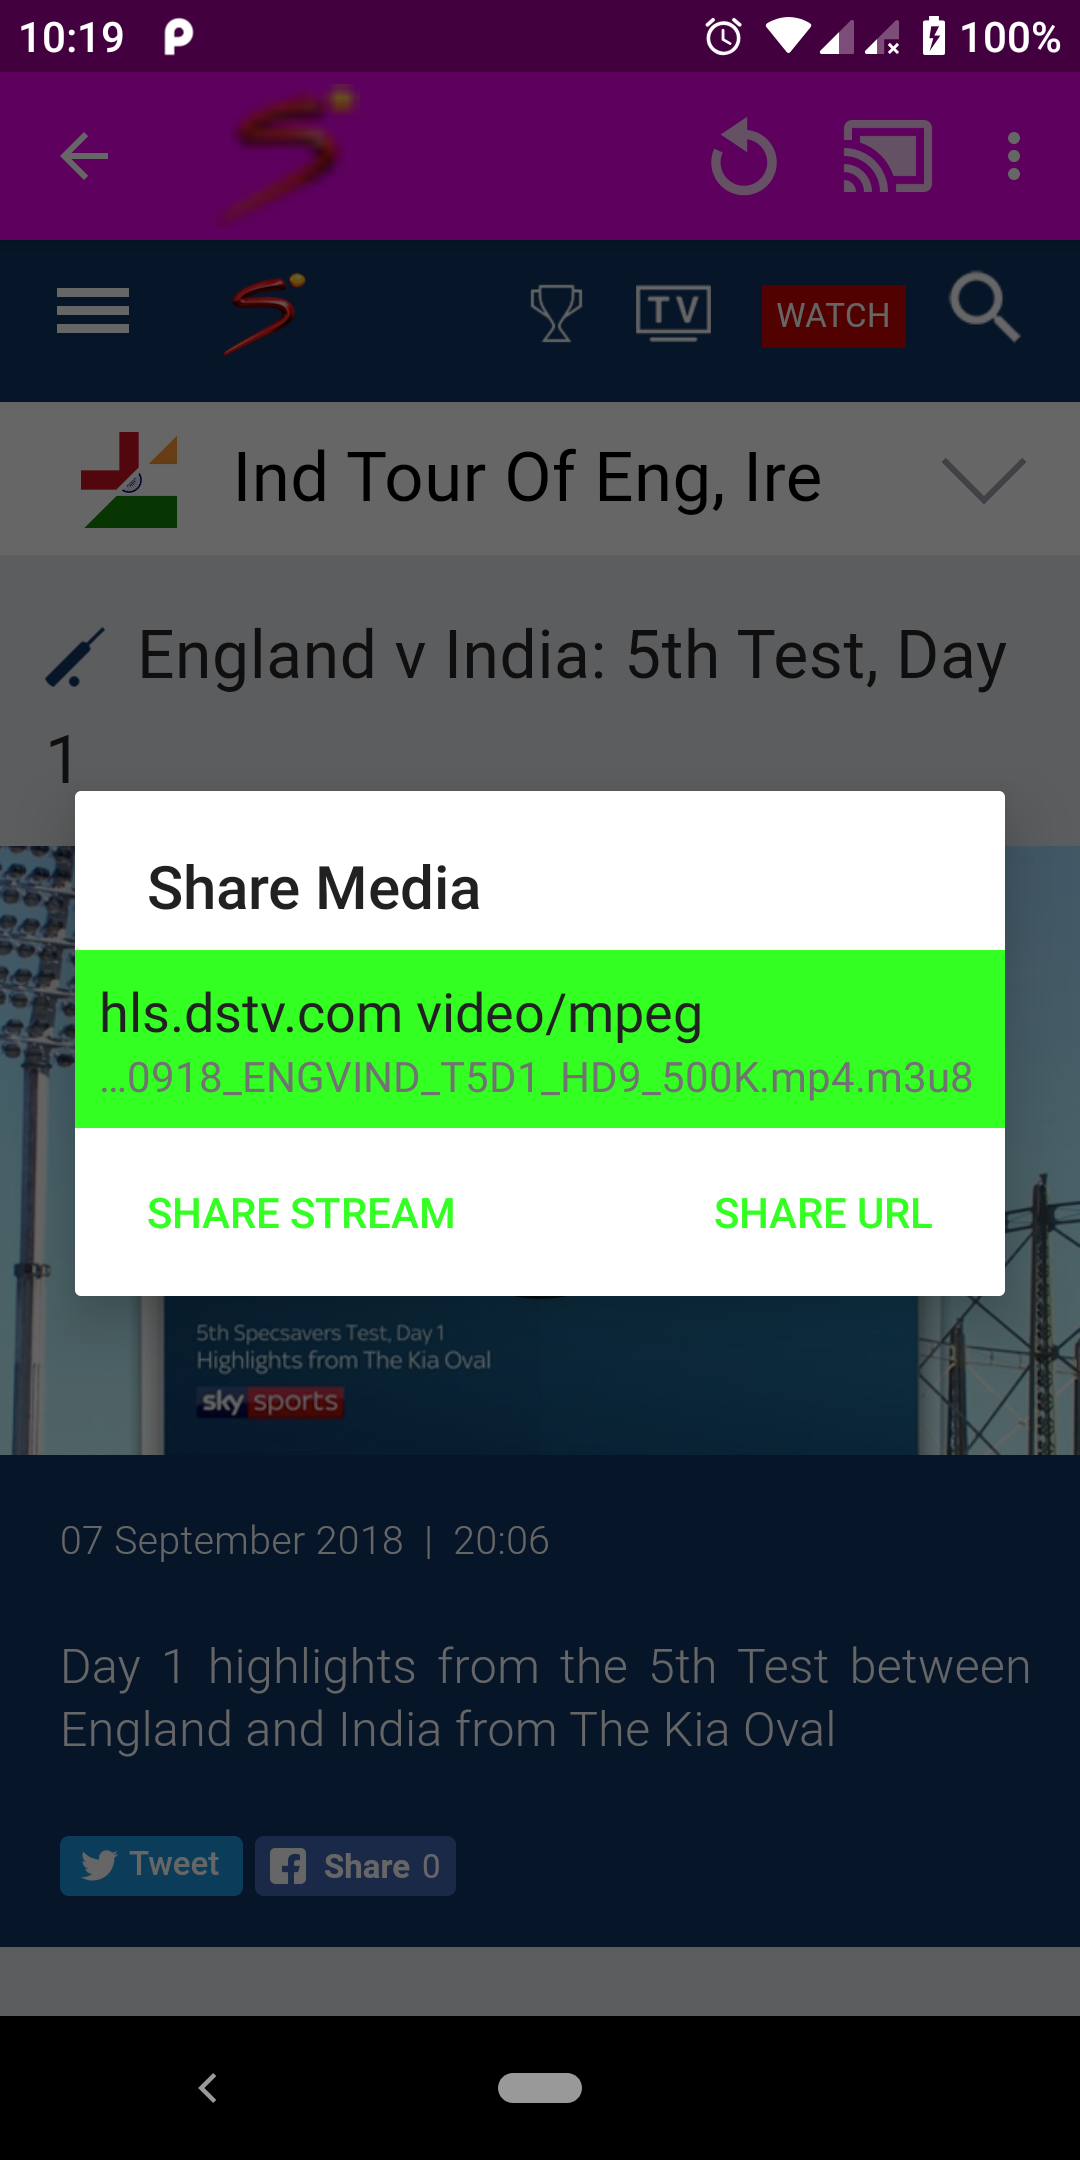 10:19
100%
TV
WATCH
Ind Tour Of Eng, Ire
England v India: 5th Test, Day
1
Share Media
hls.dstv.com video/mpeg
...0918_ENGVIND_T5D1_HD9_500K.mp4.m3u8
SHARE STREAM
SHARE URL
5th Specsavers Test, Day 1
Highlights from The Kia Oval
sky sports
07 September 2018 | 20:06
Day 1 highlights from the 5th Test between
England and India from The Kia Oval
Tweet
Share 0